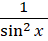 1
sin² x